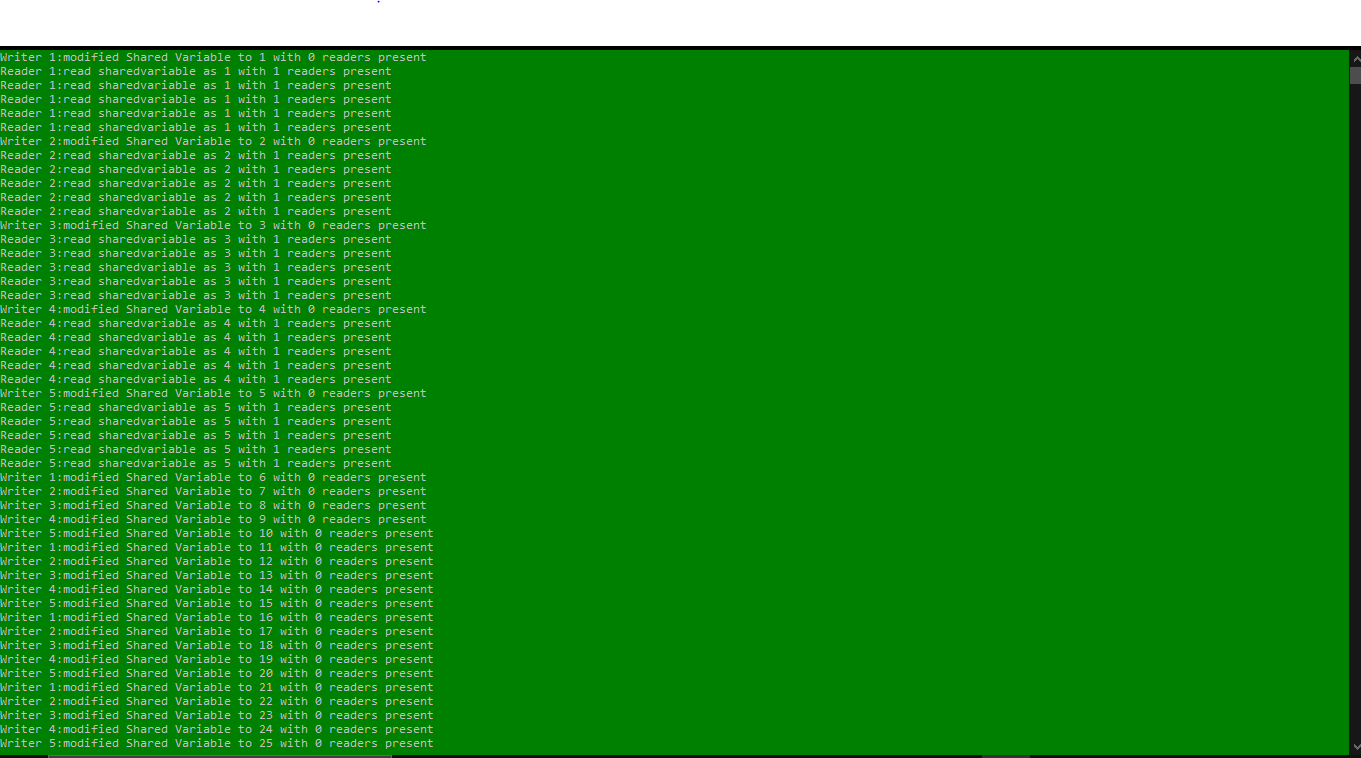 Writer 1:modified Shared Variable to 1 with 0 readers present
Reader 1:read sharedvariable as 1 with 1 readers present
Reader 1:read sharedvariable as 1 with 1 readers present
Reader 1:read sharedvariable as 1 with 1 readers present
Reader 1:read sharedvariable as 1 with 1 readers present
Reader 1:read sharedvariable as 1 with 1 readers present
Writer 2:modified Shared Variable to 2 with 0 readers present
Reader 2:read sharedvariable as 2 with 1 readers present
Reader 2:read sharedvariable as 2 with 1 readers present
Reader 2:read sharedvariable as 2 with 1 readers present
Reader 2:read sharedvariable as 2 with 1 readers present
Reader 2:read sharedvariable as 2 with 1 readers present
Writer 3:modified Shared Variable to 3 with 0 readers present
Reader 3:read sharedvariable as 3 with 1 readers present
Reader 3:read sharedvariable as 3 with 1 readers present
Reader 3:read sharedvariable as 3 with 1 readers present
Reader 3:read sharedvariable as 3 with 1 readers present
Reader 3:read sharedvariable as 3 with 1 readers present
Writer 4:modified Shared Variable to 4 with 0 readers present
Reader 4:read sharedvariable as 4 with 1 readers present
Reader 4:read sharedvariable as 4 with 1 readers present
Reader 4:read sharedvariable as 4 with 1 readers present
Reader 4:read sharedvariable as 4 with 1 readers present
Reader 4:read sharedvariable as 4 with 1 readers present
Writer 5:modified Shared Variable to 5 with 0 readers present
Reader 5:read sharedvariable as 5 with 1 readers present
Reader 5:read sharedvariable as 5 with 1 readers present
Reader 5:read sharedvariable as 5 with 1 readers present
Reader 5:read sharedvariable as 5 with 1 readers present
Reader 5:read sharedvariable as 5 with 1 readers present
Writer 1:modified Shared Variable to 6 with 0 readers present
Writer 2:modified Shared Variable to 7 with 0 readers present
Writer 3:modified Shared Variable to 8 with 0 readers present
Writer 4:modified Shared Variable to 9 with 0 readers present
Writer 5:modified Shared Variable to 10 with 0 readers present
Writer 1:modified Shared Variable to 11 with 0 readers present
Writer 2:modified Shared Variable to 12 with 0 readers present
Writer 3:modified Shared Variable to 13 with 0 readers present
Writer 4:modified Shared Variable to 14 with 0 readers present
Writer 5:modified Shared Variable to 15 with 0 readers present
Writer 1:modified Shared Variable to 16 with 0 readers present
Writer 2:modified Shared Variable to 17 with 0 readers present
Writer 3:modified Shared Variable to 18 with 0 readers present
Writer 4:modified Shared Variable to 19 with 0 readers present
Writer 5:modified Shared Variable to 20 with 0 readers present
Writer 1:modified Shared Variable to 21 with 0 readers present
Writer 2:modified Shared Variable to 22 with 0 readers present
Writer 3:modified Shared Variable to 23 with 0 readers present
Writer 4:modified Shared Variable to 24 with 0 readers present
Writer 5:modified Shared Variable to 25 with 0 readers present